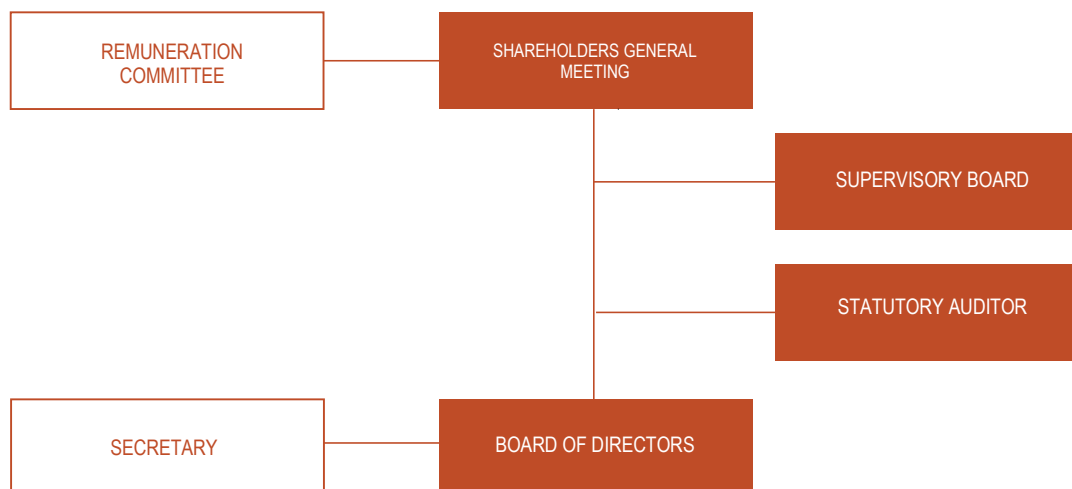 REMUNERATION
COMMITTEE
SHAREHOLDERS GENERAL
MEETING
SUPERVISORY BOARD
STATUTORY AUDITOR
SECRETARY
BOARD OF DIRECTORS